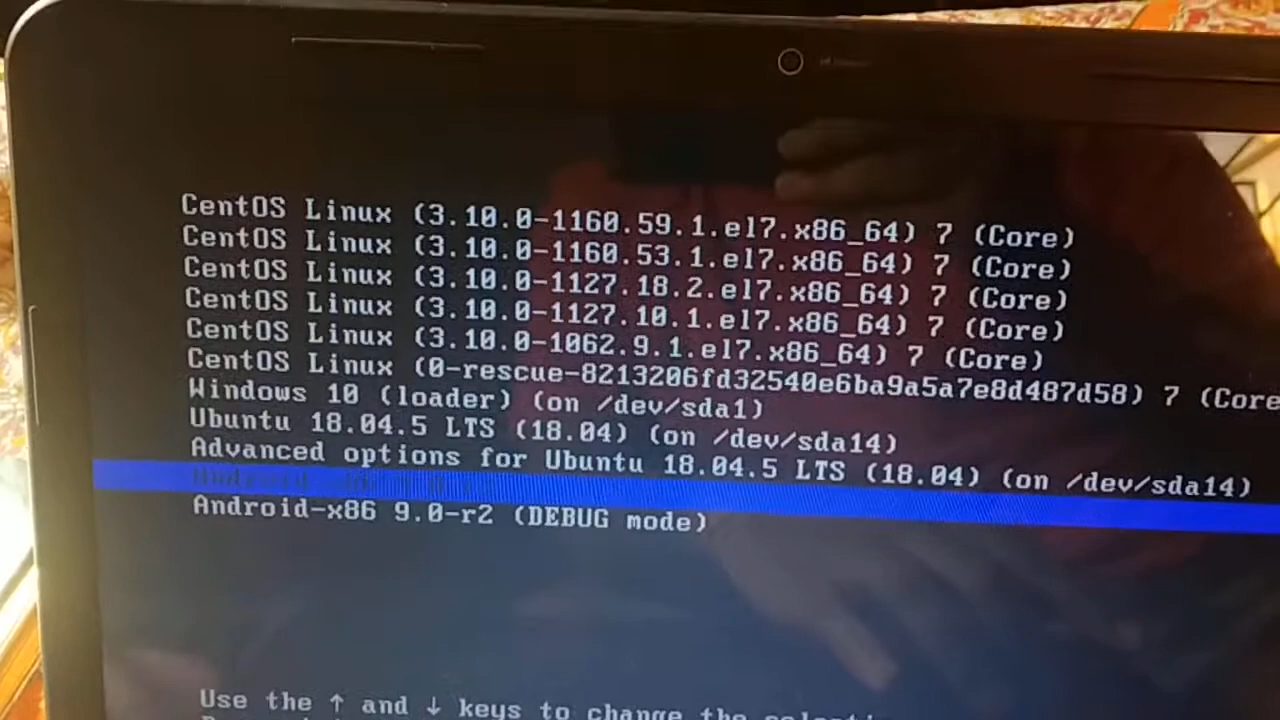 CentOS Linux (3.10.0-1160.59.1.el7.x86_64) 7 (Core)
CentOS Linux (3.10.0-1160.53.1.el7.x86_64) 7 (Core)
CentOS Linux (3.10.0-1127.18.2.el7.x86_64) 7 (Core)
CentOS Linux (3.10.0-1127.10.1.el7.x86_64) 7 (Core)
CentOS Linux (3.10.0-1062.9.1.el7.x86_64) 7 (Core)
CentOS Linux (0-rescue-8213206fd32540e6ba9a5a7e8d487d58) 7 (Core
Windows 10 (loader) (on /dev/sda1)
Ubuntu 18.04.5 LTS (18.04) (on /dev/sda14)
Advanced options for Ubuntu 18.04.5 LTS (18.04) (on /dev/sda14)
Android-x86 9.0-r2
Android-x86 9.0-r2 (DEBUG mode)
Use the ↑ and ↓ keys to change the